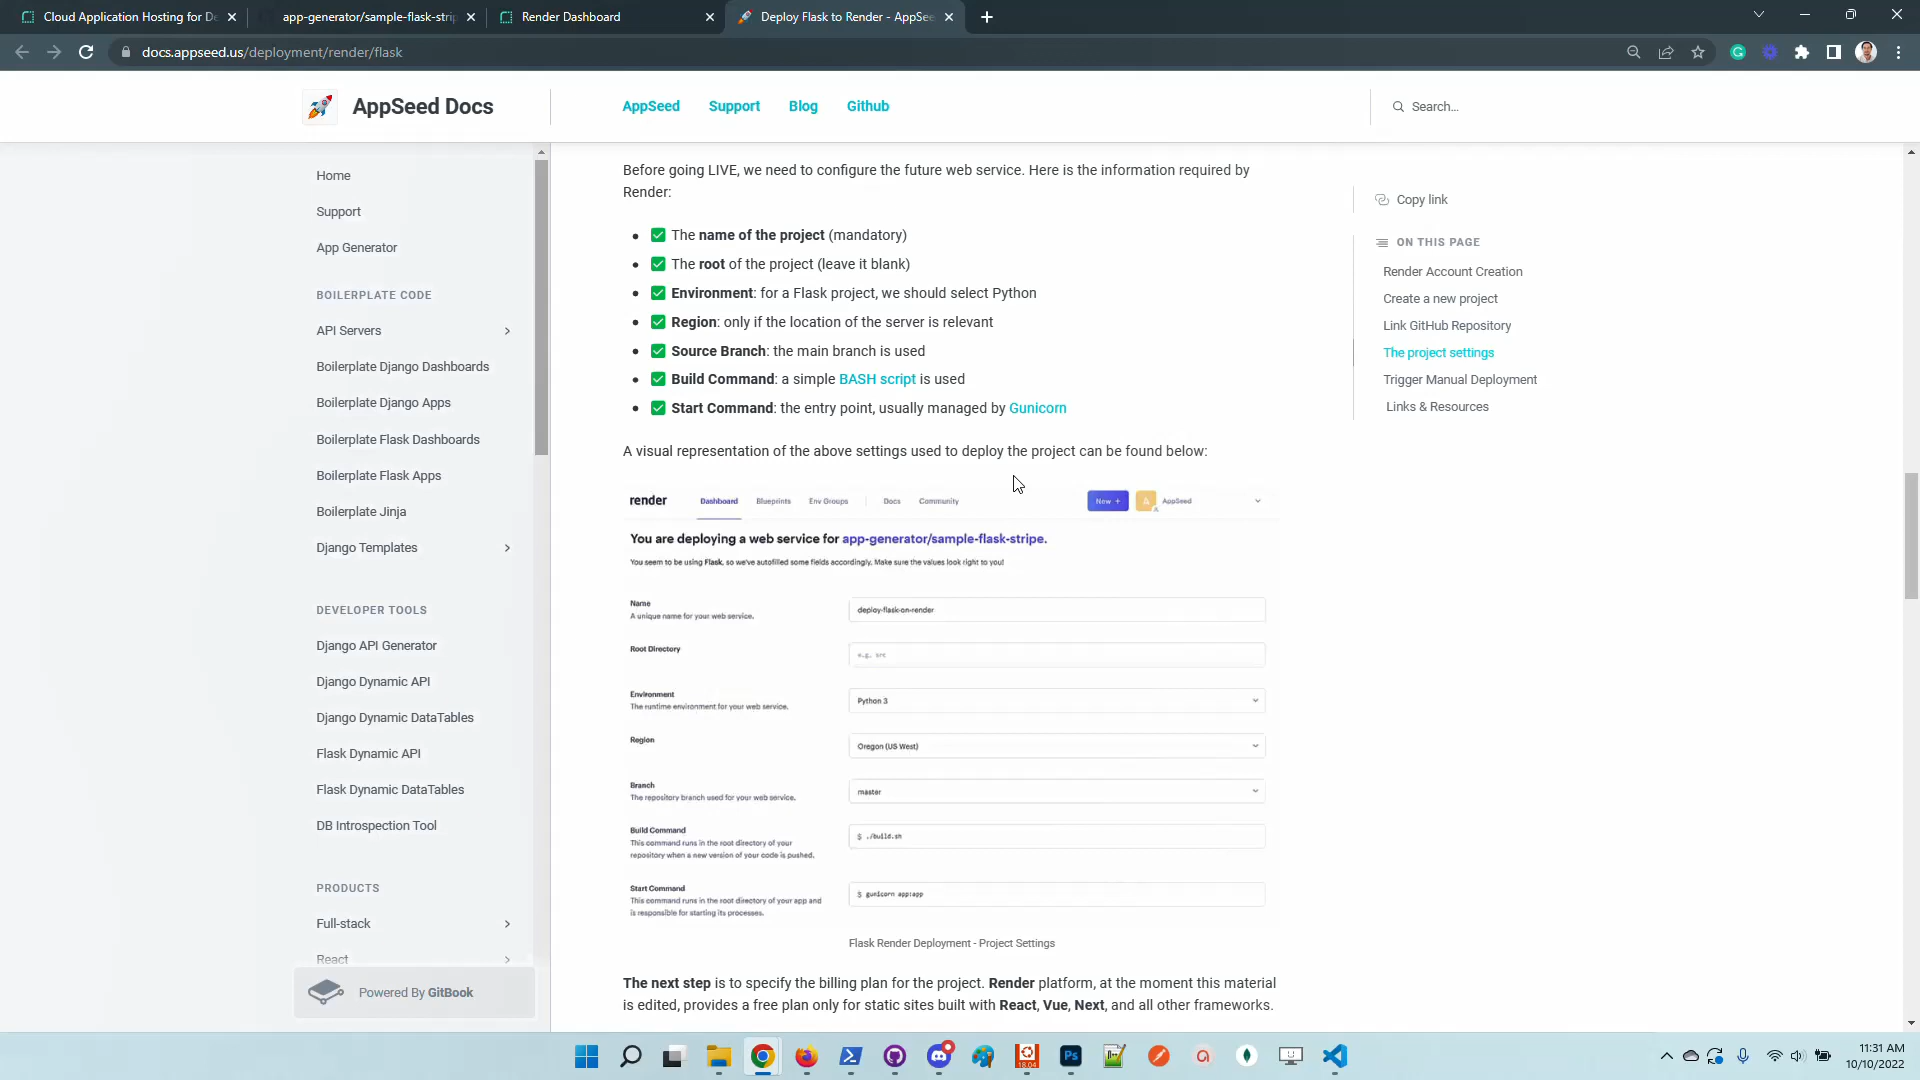 Cloud Application Hosting for De
app-generator/sample-flask-strip
Render Dashboard
Deploy Flask to Render - AppSee
docs.appseed.us/deployment/render/flask
AppSeed Docs
AppSeed
Support
Blog
Github
Search...
Home
Support
App Generator
BOILERPLATE CODE
API Servers
Boilerplate Django Dashboards
Boilerplate Django Apps
Boilerplate Flask Dashboards
Boilerplate Flask Apps
Boilerplate Jinja
Django Templates
DEVELOPER TOOLS
Django API Generator
Django Dynamic API
Django Dynamic DataTables
Flask Dynamic API
Flask Dynamic DataTables
DB Introspection Tool
PRODUCTS
Full-stack
React
Powered By GitBook
Before going LIVE, we need to configure the future web service. Here is the information required by
Render:
The name of the project (mandatory)
The root of the project (leave it blank)
Environment: for a Flask project, we should select Python
Region: only if the location of the server is relevant
Source Branch: the main branch is used
Build Command: a simple BASH script is used
Start Command: the entry point, usually managed by Gunicorn
A visual representation of the above settings used to deploy the project can be found below:
render
Dashboard
Blueprints
Env Groups
Docs
Community
New +
A
AppSeed
You are deploying a web service for app-generator/sample-flask-stripe.
You seem to be using Flask, so we've autofilled some fields accordingly. Make sure the values look right to you!
Name
A unique name for your web service.
deploy-flask-on-render
Root Directory
e.g. src
Environment
The runtime environment for your web service.
Python 3
Region
Oregon (US West)
Branch
The repository branch used for your web service.
master
Build Command
This command runs in the root directory of your
repository when a new version of your code is pushed.
$ ./build.sh
Start Command
This command runs in the root directory of your app and
is responsible for starting its processes.
$ gunicorn app:app
Flask Render Deployment - Project Settings
The next step is to specify the billing plan for the project. Render platform, at the moment this material
is edited, provides a free plan only for static sites built with React, Vue, Next, and all other frameworks.
Copy link
ON THIS PAGE
Render Account Creation
Create a new project
Link GitHub Repository
The project settings
Trigger Manual Deployment
Links & Resources
18.04
Ps
11:31 AM
10/10/2022